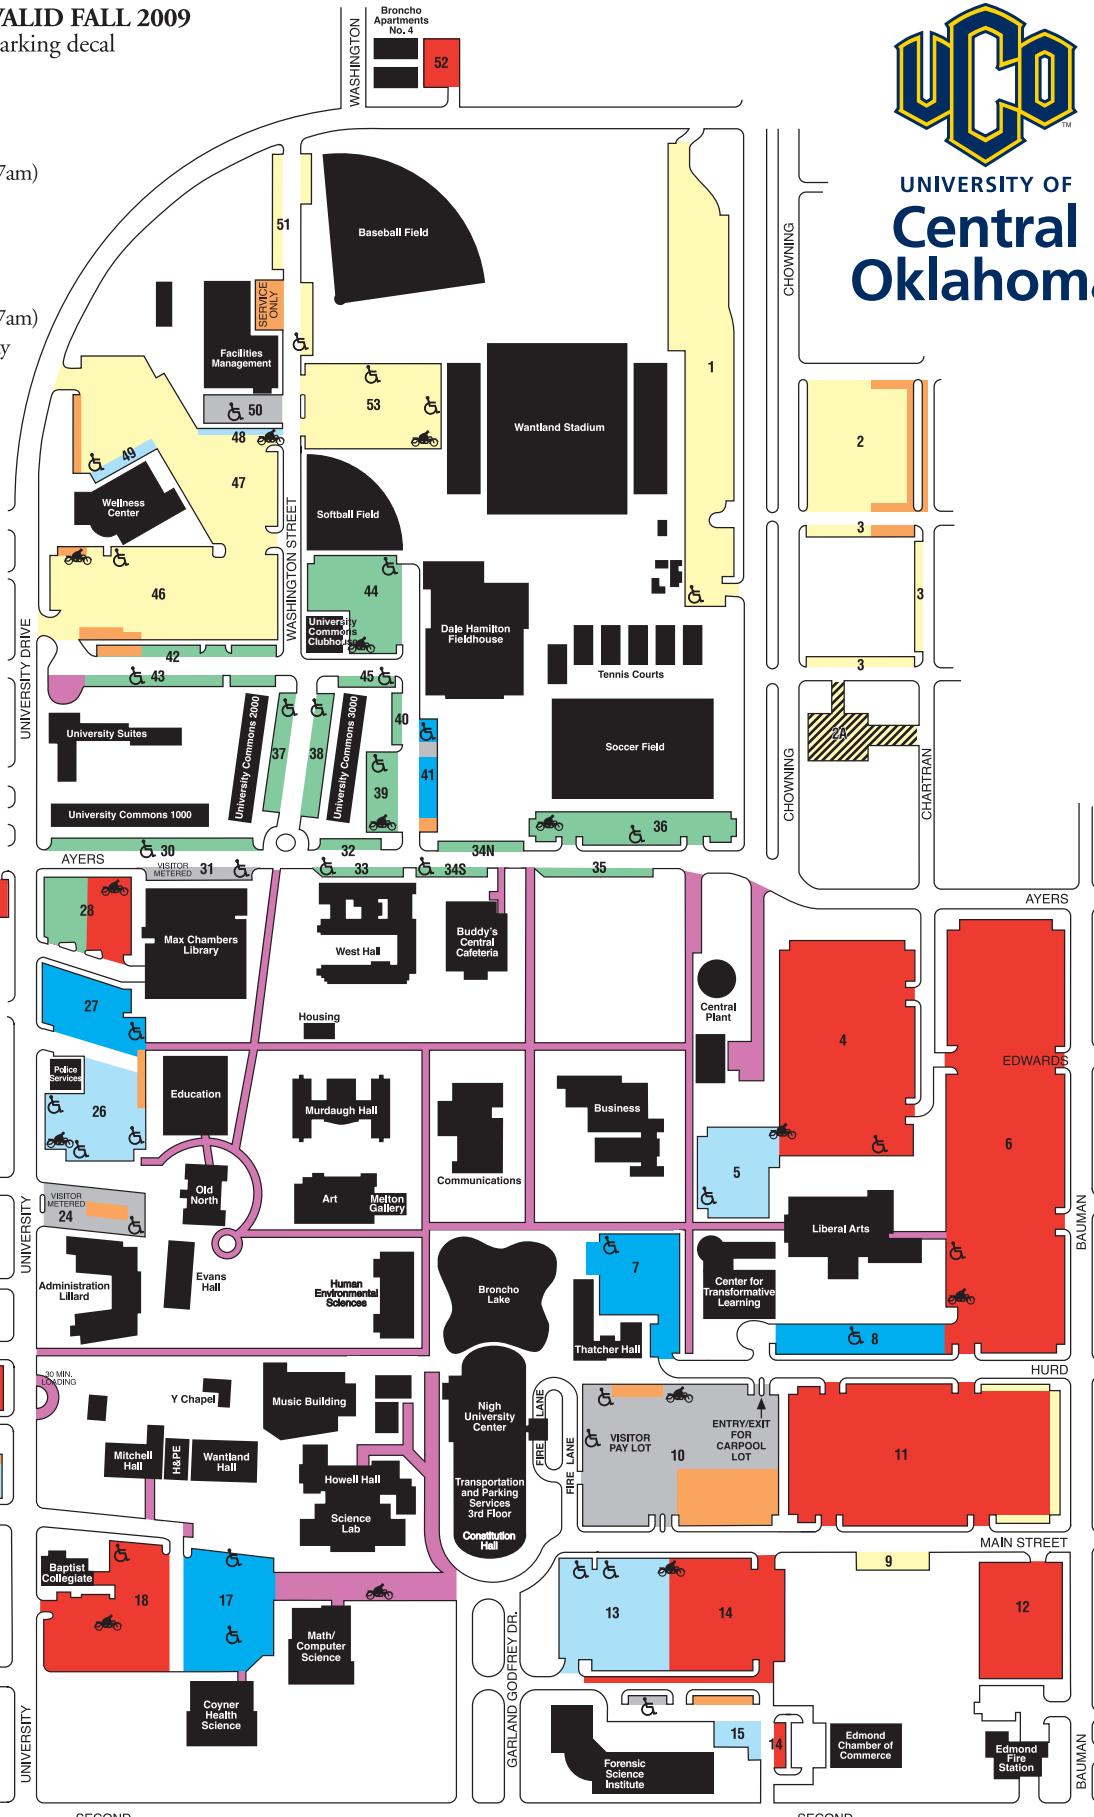 VALID FALL 2009
arking decal
7am)
7am)
y
WASHINGTON
Broncho
Apartments
No. 4
52
UCO
TM
UNIVERSITY OF
Central
Oklahoma
51
Baseball Field
CHOWNING
SERVICE
ONLY
Facilities
Management
50
53
1
48
49
47
Wantland Stadium
2
Wellness
Center
Softball Field
3
WASHINGTON STREET
46
44
3
University
Commons
Clubhouse
Dale Hamilton
Fieldhouse
UNIVERSITY DRIVE
42
43
45
Tennis Courts
3
40
University Suites
University Commons 2000
37
38
University Commons 3000
41
39
Soccer Field
2A
CHOWNING
CHARTRAN
University Commons 1000
36
AYERS
30
32
34N
VISITOR
METERED
31
33
34S
35
AYERS
28
Max Chambers
Library
West Hall
Buddy's
Central
Cafeteria
27
Housing
Central
Plant
4
EDWARDS
Police
Services
26
Education
Murdaugh Hall
Business
6
5
Communications
Old
North
Art
Melton
Gallery
VISITOR
METERED
24
UNIVERSITY
Liberal Arts
BAUMAN
Administration
Lillard
Evans
Hall
Human
Environmental
Sciences
Broncho
Lake
7
Center for
Transformative
Learning
Thatcher Hall
8
HURD
30 MIN.
LOADING
Y Chapel
Music Building
Nigh
University
Center
FIRE LANE
FIRE LANE
VISITOR
PAY LOT
10
ENTRY/EXIT
FOR
CARPOOL
LOT
11
Mitchell
Hall
H&PE
Wantland
Hall
Howell Hall
Transportation
and Parking
Services
3rd Floor
Science
Lab
Constitution
Hall
MAIN STREET
9
Baptist
Collegiate
18
17
13
14
12
Math/
Computer
Science
GARLAND GODFREY DR.
Coyner
Health
Science
15
14
Edmond
Chamber of
Commerce
Edmond
Fire
Station
Forensic
Science
Institute
UNIVERSITY
BAUMAN
SECOND
SECOND